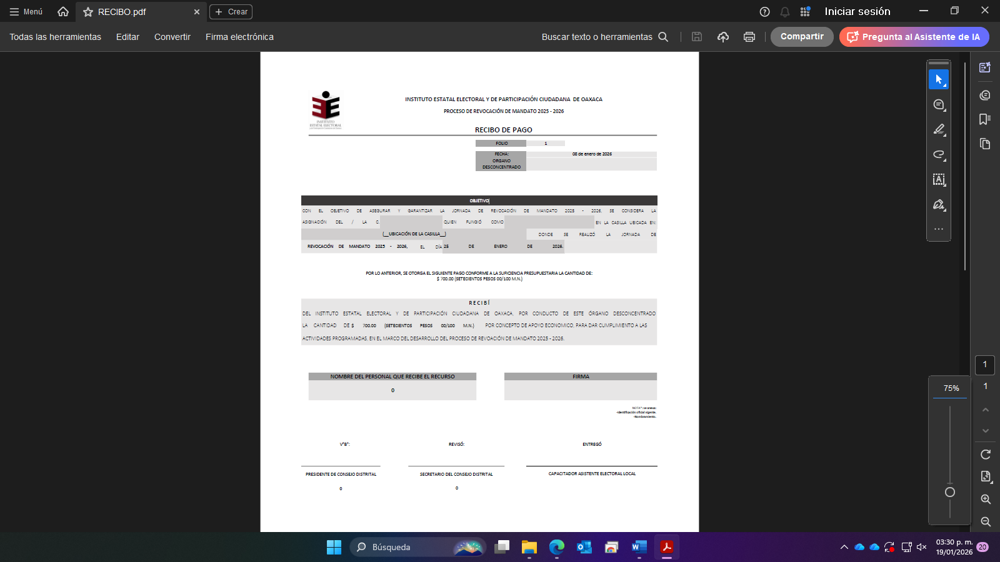 Menú
RECIBO.pdf
Crear
Iniciar sesión
Todas las herramientas
Editar
Convertir
Firma electrónica
Buscar texto o herramientas
Compartir
Pregunta al Asistente de IA
INSTITUTO ESTATAL ELECTORAL Y DE PARTICIPACIÓN CIUDADANA DE OAXACA
PROCESO DE REVOCACIÓN DE MANDATO 2025 - 2026
INSTITUTO
ESTATAL ELECTORAL
RECIBO DE PAGO
FOLIO 1
FECHA: 08 de enero de 2026
ORGANO
DESCONCENTRADO
OBJETIVO
CON EL OBJETIVO DE ASEGURAR Y GARANTIZAR LA JORNADA DE REVOCACIÓN DE MANDATO 2025 - 2026, SE CONSIDERA LA
ASIGNACIÓN DEL / LA C. QUIEN FUNGIÓ COMO EN LA CASILLA UBICADA EN:
(__UBICACIÓN DE LA CASILLA__) DONDE SE REALIZÓ LA JORNADA DE
REVOCACIÓN DE MANDATO 2025 - 2026, EL DÍA 25 DE ENERO DE 2026.
POR LO ANTERIOR, SE OTORGA EL SIGUIENTE PAGO CONFORME A LA SUFICIENCIA PRESUPUESTARIA LA CANTIDAD DE:
$ 700.00 (SETECIENTOS PESOS 00/100 M.N.)
R E C I B Í
DEL INSTITUTO ESTATAL ELECTORAL Y DE PARTICIPACIÓN CIUDADANA DE OAXACA, POR CONDUCTO DE ESTE ÓRGANO DESCONCENTRADO
LA CANTIDAD DE $ 700.00 (SETECIENTOS PESOS 00/100 M.N.) POR CONCEPTO DE APOYO ECONOMICO, PARA DAR CUMPLIMIENTO A LAS
ACTIVIDADES PROGRAMADAS, EN EL MARCO DEL DESARROLLO DEL PROCESO DE REVOACIÓN DE MANDATO 2025 - 2026.
NOMBRE DEL PERSONAL QUE RECIBE EL RECURSO
0
FIRMA
NOTA*: se anexa:
-Identificación oficial vigente.
-Nombramiento.
V°B°:
REVISÓ:
ENTREGÓ
PRESIDENTE DE CONSEJO DISTRITAL
SECRETARIO DEL CONSEJO DISTRITAL
CAPACITADOR ASISTENTE ELECTORAL LOCAL
0
0
1
1
75%
Búsqueda
03:30 p. m.
19/01/2026
20